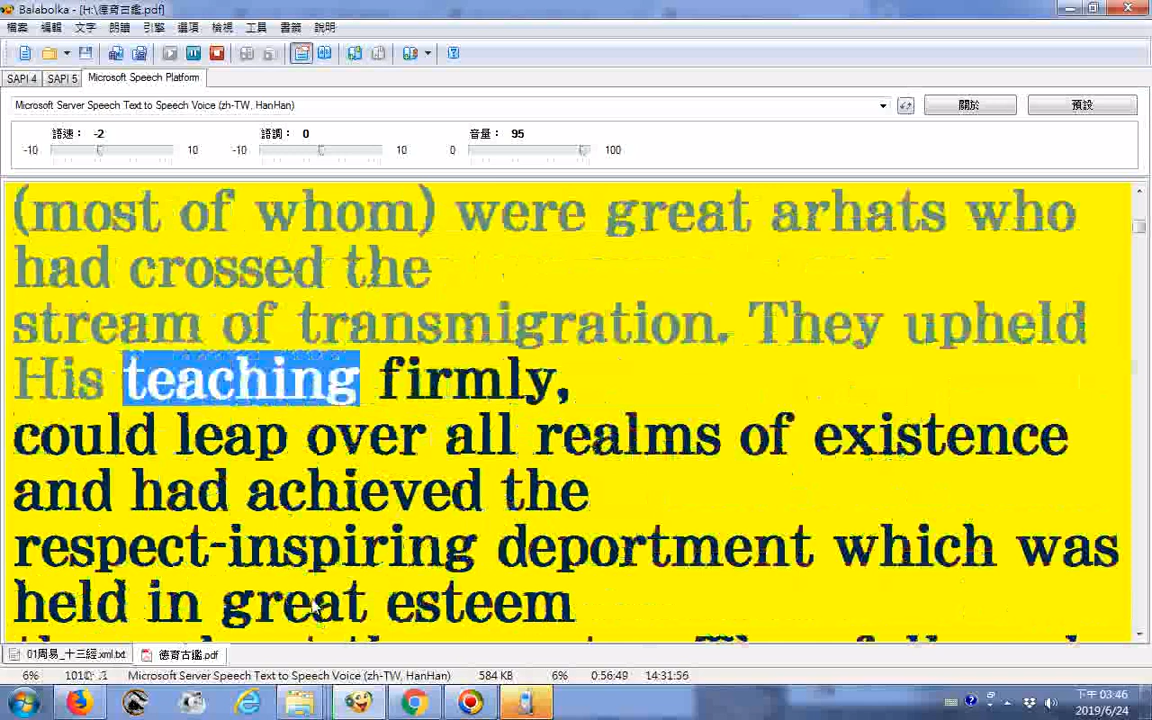 Balabolka - [H:\德育古鑑.pdf]
檔案 編輯 文字 朗讀 引擎 選項 檢視 工具 書籤 說明
SAPI 4 SAPI 5 Microsoft Speech Platform
Microsoft Server Speech Text to Speech Voice (zh-TW, HanHan) 關於 預設
語速： -2 語調： 0 音量： 95
-10 10 -10 10 0 100
(most of whom) were great arhats who
had crossed the
stream of transmigration. They upheld
His teaching firmly,
could leap over all realms of existence
and had achieved the
respect-inspiring deportment which was
held in great esteem
01周易_十三經.xml.txt 德育古鑑.pdf
6% Microsoft Server Speech Text to Speech Voice (zh-TW, HanHan) 584 KB 6% 0:56:49 14:31:56
下午 03:46
2019/6/24